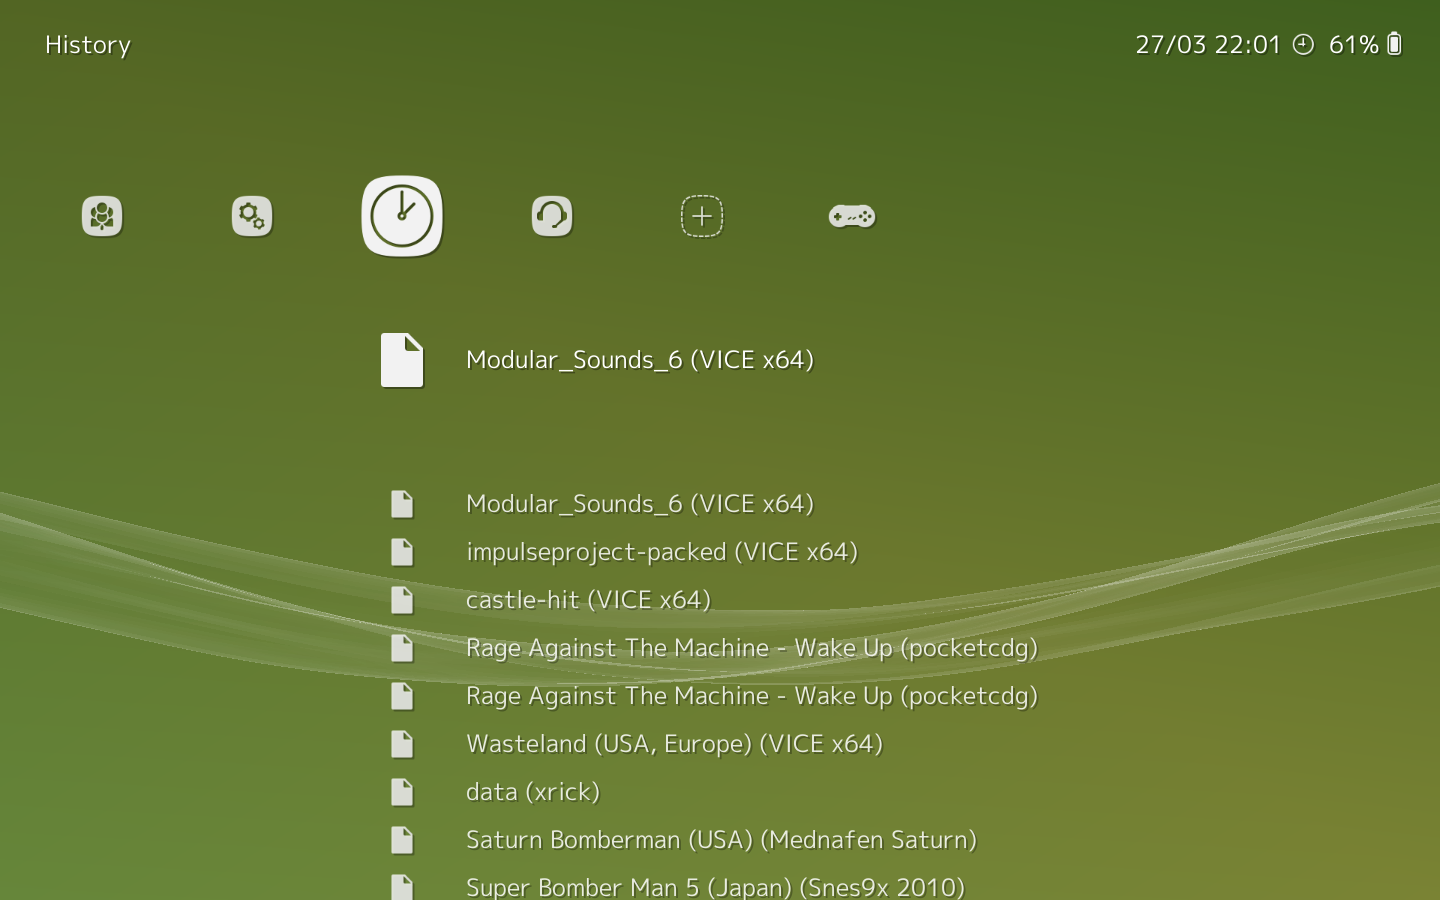 History
27/03 22:01 61%
Modular_Sounds_6 (VICE x64)
Modular_Sounds_6 (VICE x64)
impulseproject-packed (VICE x64)
castle-hit (VICE x64)
Rage Against The Machine - Wake Up (pocketcdg)
Rage Against The Machine - Wake Up (pocketcdg)
Wasteland (USA, Europe) (VICE x64)
data (xrick)
Saturn Bomberman (USA) (Mednafen Saturn)
Super Bomber Man 5 (Japan) (Snes9x 2010)